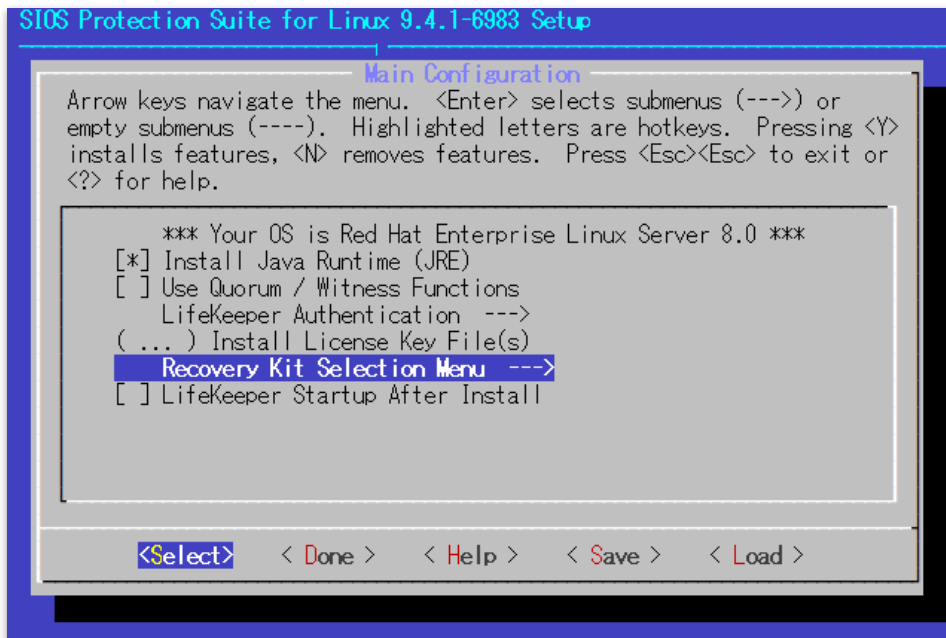 SIOS Protection Suite for Linux 9.4.1-6983 Setup
Main Configuration
Arrow keys navigate the menu.  <Enter> selects submenus (--->) or
empty submenus (----).  Highlighted letters are hotkeys.  Pressing <Y>
installs features, <N> removes features.  Press <Esc><Esc> to exit or
<?> for help.
*** Your OS is Red Hat Enterprise Linux Server 8.0 ***
[*] Install Java Runtime (JRE)
[ ] Use Quorum / Witness Functions
LifeKeeper Authentication  --->
( ... ) Install License Key File(s)
Recovery Kit Selection Menu  --->
[ ] LifeKeeper Startup After Install
<Select>    < Done >    < Help >    < Save >    < Load >